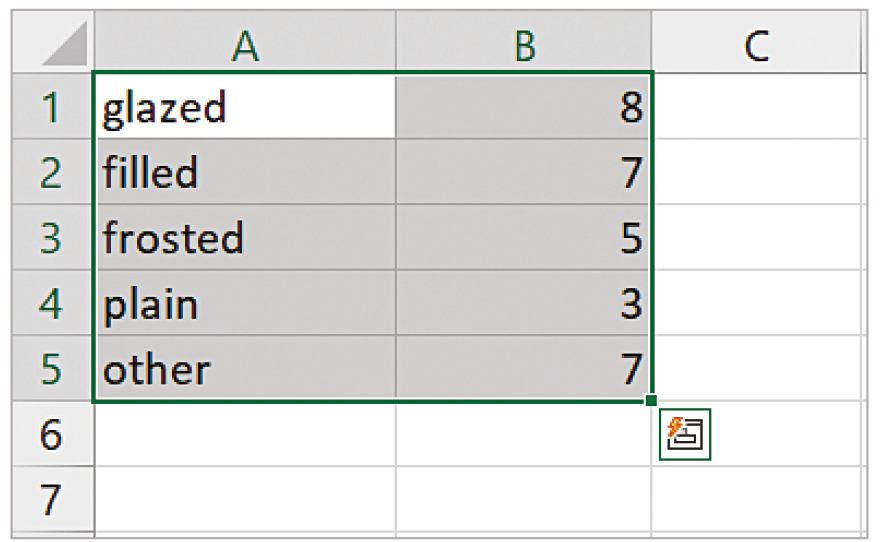 A B C
1 glazed 8
2 filled 7
3 frosted 5
4 plain 3
5 other 7
6
7